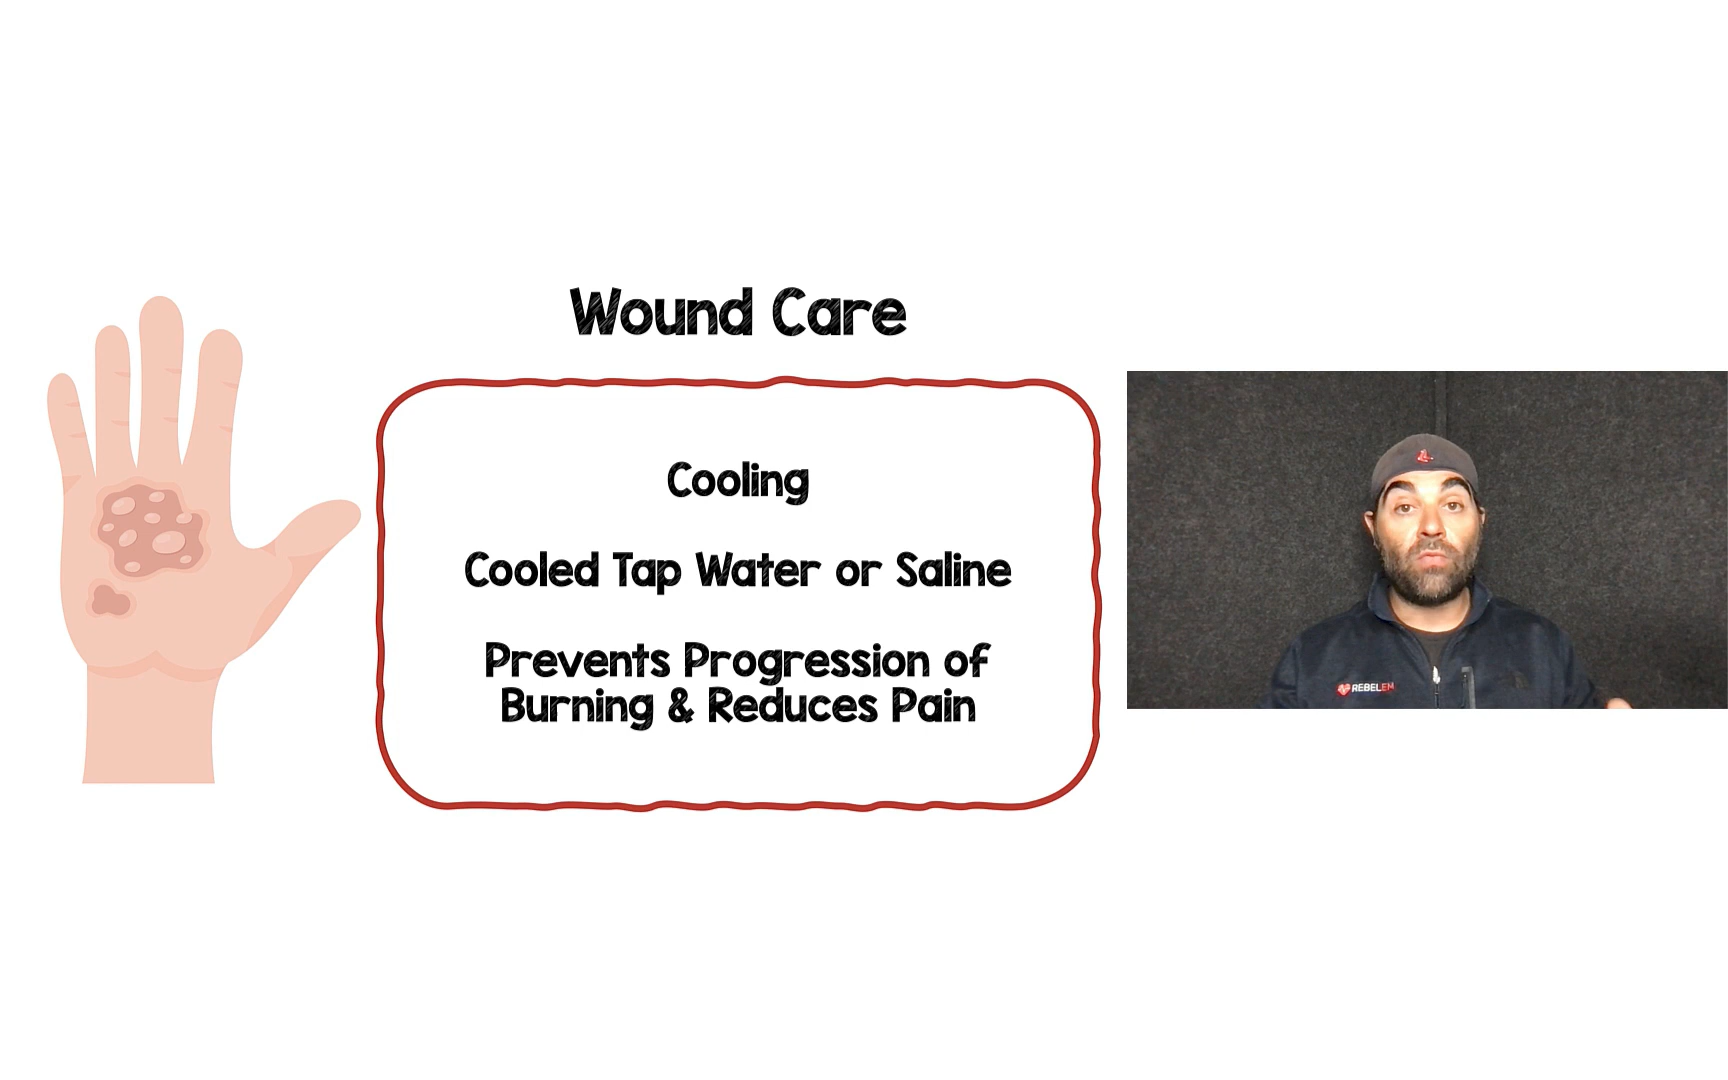 Wound Care
Cooling
Cooled Tap Water or Saline
Prevents Progression of
Burning & Reduces Pain
REBELEM